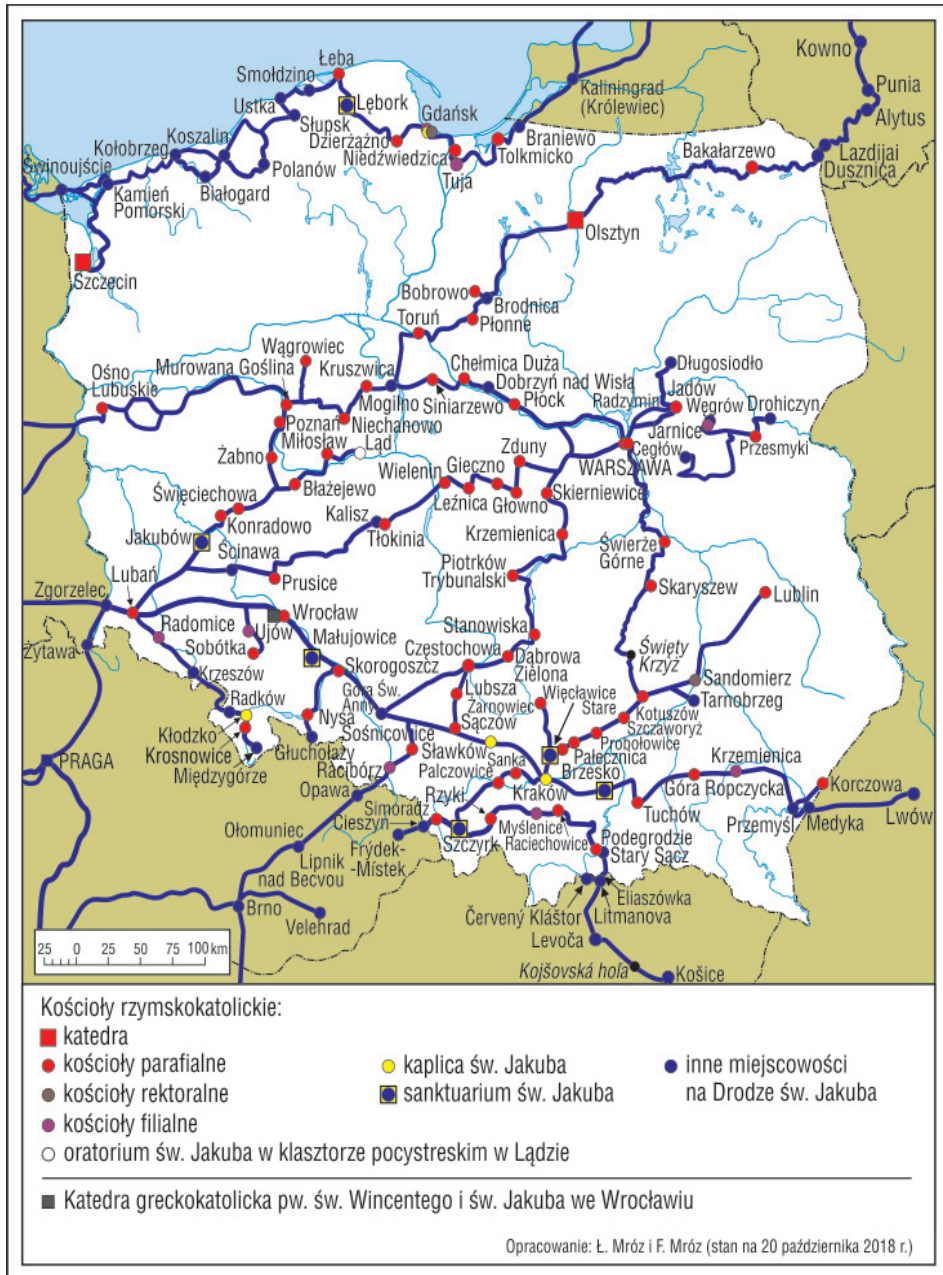 Łeba
Smołdzino
Ustka
Lębork
Gdańsk
Kaliningrad
(Królewiec)
Kowno
Punia
Alytus
Słupsk
Dzierżążno
Niedźwiedzica
Tuja
Tolkmicko
Braniewo
Bakałarzewo
Lazdijai
Dusznica
Koszalin
Kołobrzeg
Świnoujście
Polanów
Białogard
Kamień
Pomorski
Szczecin
Olsztyn
Bobrowo
Brodnica
Toruń
Płonne
Wągrowiec
Murowana Goślina
Kruszwica
Chełmica Duża
Długosiodło
Ośno
Lubuskie
Dobrzyń nad Wisłą
Radzymin
Jadów
Węgrów
Drohiczyn
Mogilno
Siniarzewo
Płock
Niechanowo
Poznań
Miłosław
Ląd
Jarnice
Przesmyki
Cegłów
WARSZAWA
Zduny
Żabno
Wielenin
Gieczno
Błażejewo
Leźnica
Głowno
Skierniewice
Święciechowa
Konradowo
Kalisz
Tłokinia
Krzemienica
Jakubów
Ścinawa
Piotrków
Trybunalski
Świerże
Górne
Prusice
Skaryszew
Lublin
Zgorzelec
Lubań
Wrocław
Radomice
Ujów
Sobótka
Małujowice
Stanowiska
Żytawa
Skorogoszcz
Częstochowa
Dąbrowa
Zielona
Święty
Krzyż
Krzeszów
Góra Św.
Anny
Lubsza
Więcławice
Stare
Sandomierz
Tarnobrzeg
Radków
Żarnowiec
Sączów
Kotuszów
Szczaworyż
Nysa
Sośnicowice
Probołowice
Kłodzko
Krosnowice
Międzygórze
Głuchołazy
Sławków
Pałecznica
Krzemienica
PRAGA
Racibórz
Palczowice
Sanka
Brzesko
Korczowa
Opawa
Kraków
Góra Ropczycka
Simoradz
Rzyki
Tuchów
Przemyśl
Medyka
Lwów
Cieszyn
Ołomuniec
Szczyrk
Myślenice
Raciechowice
Podegrodzie
Stary Sącz
Frýdek-
-Místek
Lipnik
nad Becvou
Eliaszówka
Litmanova
Červený Kláštor
Brno
Velehrad
Levoča
Kojšovská hoľa
Košice
25 0 25 50 75 100 km
Kościoły rzymskokatolickie:
katedra
kościoły parafialne
kościoły rektoralne
kościoły filialne
oratorium św. Jakuba w klasztorze pocystreskim w Lądzie
kaplica św. Jakuba
sanktuarium św. Jakuba
inne miejscowości
na Drodze św. Jakuba
Katedra greckokatolicka pw. św. Wincentego i św. Jakuba we Wrocławiu
Opracowanie: Ł. Mróz i F. Mróz (stan na 20 października 2018 r.)